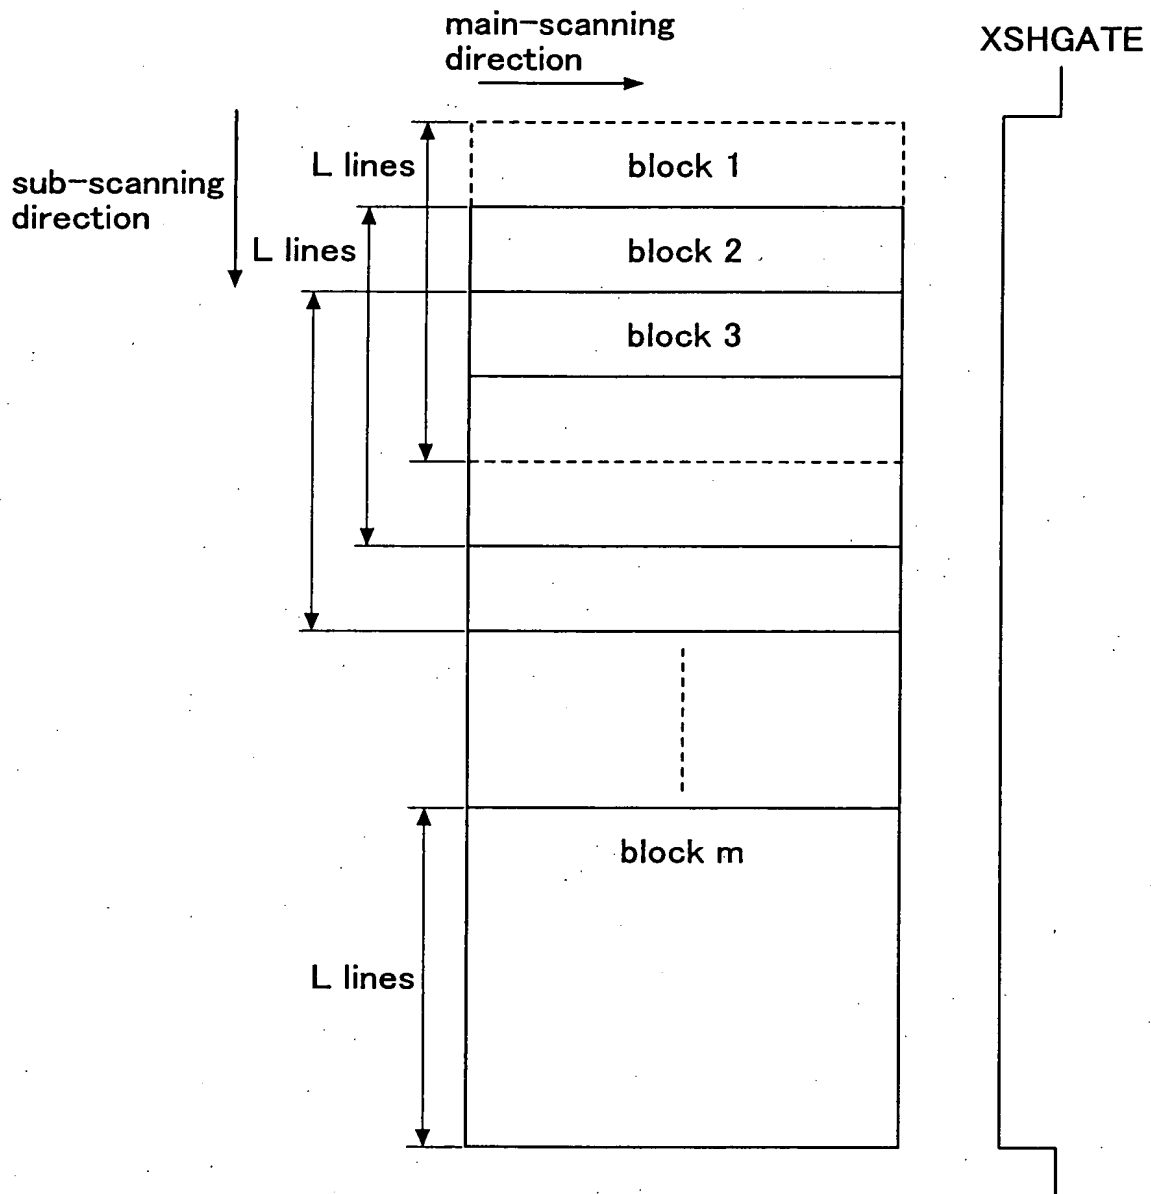 main-scanning
direction
XSHGATE
sub-scanning
direction
L lines
block 1
L lines
block 2
block 3
block m
L lines